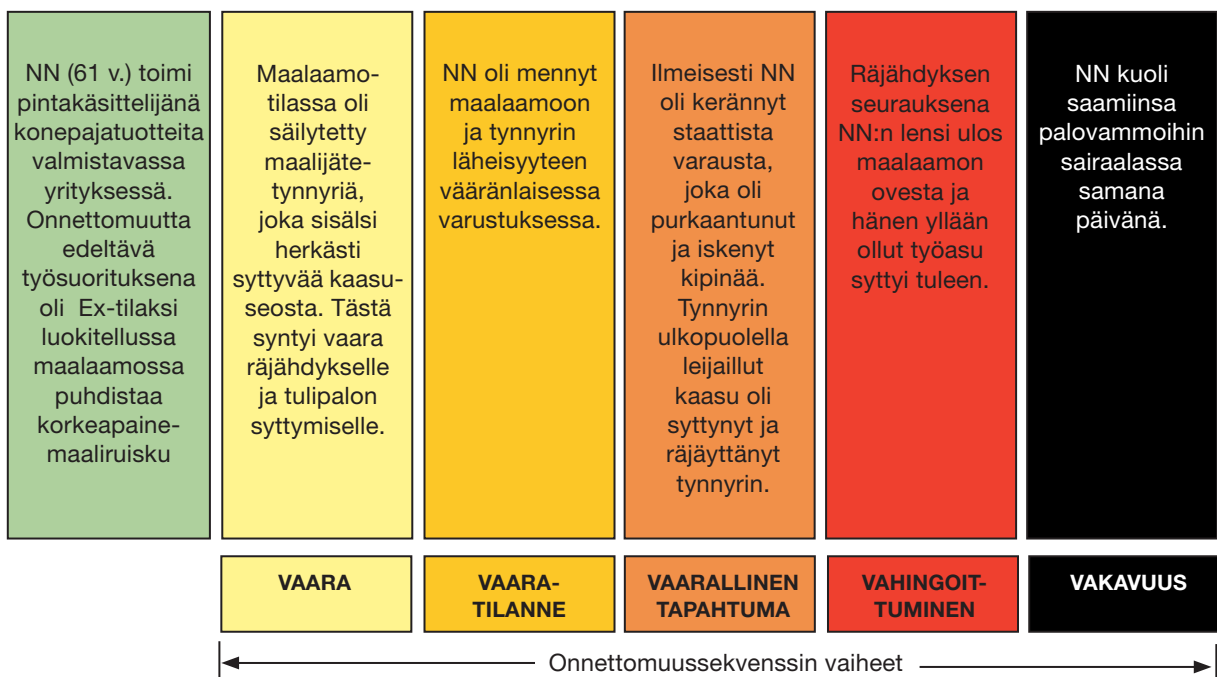 NN (61 v.) toimi
pintakäsittelijänä
konepajatuotteita
valmistavassa
yrityksessä.
Onnettomuutta
edeltävä
työsuorituksena
oli Ex-tilaksi
luokitellussa
maalaamossa
puhdistaa
korkeapaine-
maaliruisku
Maalaamo-
tilassa oli
säilytetty
maalijäte-
tynnyriä,
joka sisälsi
herkästi
syttyvää kaasu-
seosta. Tästä
syntyi vaara
räjähdykselle
ja tulipalon
syttymiselle.
NN oli mennyt
maalaamoon
ja tynnyrin
läheisyyteen
vääränlaisessa
varustuksessa.
Ilmeisesti NN
oli kerännyt
staattista
varausta,
joka oli
purkaantunut
ja iskenyt
kipinää.
Tynnyrin
ulkopuolella
leijaillut
kaasu oli
syttynyt ja
räjäyttänyt
tynnyrin.
Räjähdyksen
seurauksena
NN:n lensi ulos
maalaamon
ovesta ja
hänen yllään
ollut työasu
syttyi tuleen.
NN kuoli
saamiinsa
palovammoihin
sairaalassa
samana
päivänä.
VAARA
VAARA-
TILANNE
VAARALLINEN
TAPAHTUMA
VAHINGOIT-
TUMINEN
VAKAVUUS
Onnettomuussekvenssin vaiheet